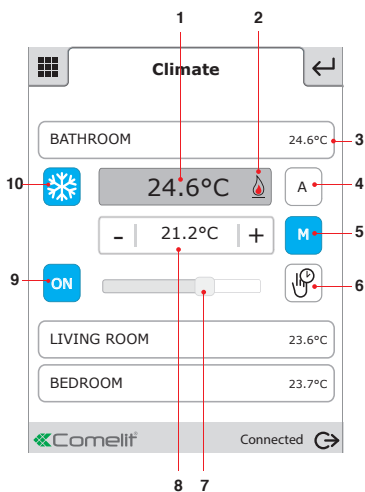 1 2
Climate
BATHROOM 24.6°C 3
10 24.6°C A 4
- 21.2°C + M 5
9 ON 6
LIVING ROOM 23.6°C
BEDROOM 23.7°C
Comelit Connected
8 7